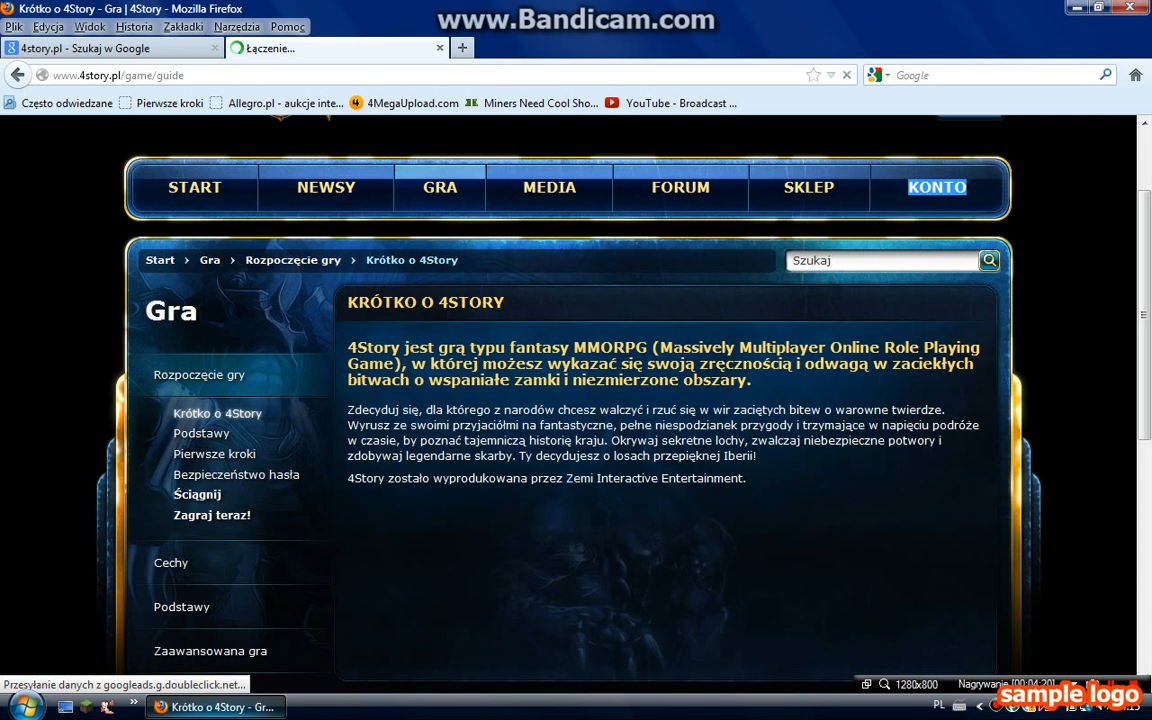 Krótko o 4Story - Gra | 4Story - Mozilla Firefox
www.Bandicam.com
Plik Edycja Widok Historia Zakładki Narzędzia Pomoc
4story.pl - Szukaj w Google
Łączenie...
www.4story.pl/game/guide
Google
Często odwiedzane Pierwsze kroki Allegro.pl - aukcje inte... 4MegaUpload.com Miners Need Cool Sho... YouTube - Broadcast ...
START NEWSY GRA MEDIA FORUM SKLEP KONTO
Start › Gra › Rozpoczęcie gry › Krótko o 4Story
Szukaj
Gra
Rozpoczęcie gry
Krótko o 4Story
Podstawy
Pierwsze kroki
Bezpieczeństwo hasła
Ściągnij
Zagraj teraz!
Cechy
Podstawy
Zaawansowana gra
KRÓTKO O 4STORY
4Story jest grą typu fantasy MMORPG (Massively Multiplayer Online Role Playing
Game), w której możesz wykazać się swoją zręcznością i odwagą w zaciekłych
bitwach o wspaniałe zamki i niezmierzone obszary.
Zdecyduj się, dla którego z narodów chcesz walczyć i rzuć się w wir zaciętych bitew o warowne twierdze.
Wyrusz ze swoimi przyjaciółmi na fantastyczne, pełne niespodzianek przygody i trzymające w napięciu podróże
w czasie, by poznać tajemniczą historię kraju. Okrywaj sekretne lochy, zwalczaj niebezpieczne potwory i
zdobywaj legendarne skarby. Ty decydujesz o losach przepięknej Iberii!
4Story zostało wyprodukowana przez Zemi Interactive Entertainment.
Przesyłanie danych z googleads.g.doubleclick.net...
1280x800 Nagrywanie [00:04:20]
Krótko o 4Story - Gr...
PL
sample logo